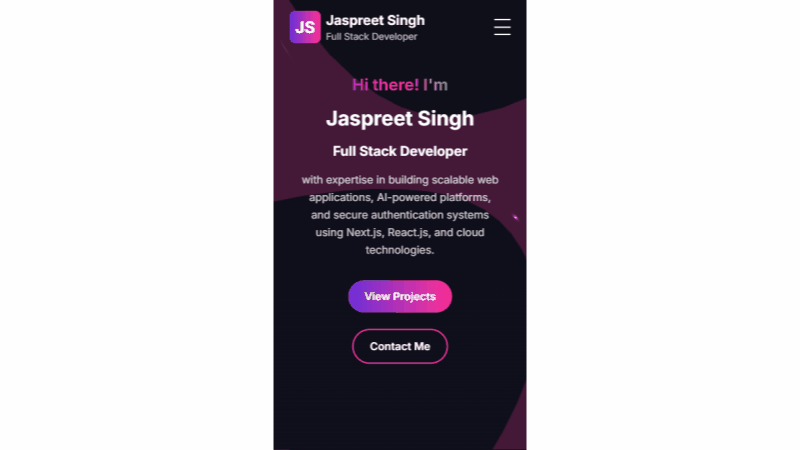 JS
Jaspreet Singh
Full Stack Developer
Hi there! I'm
Jaspreet Singh
Full Stack Developer
with expertise in building scalable web
applications, AI-powered platforms,
and secure authentication systems
using Next.js, React.js, and cloud
technologies.
View Projects
Contact Me